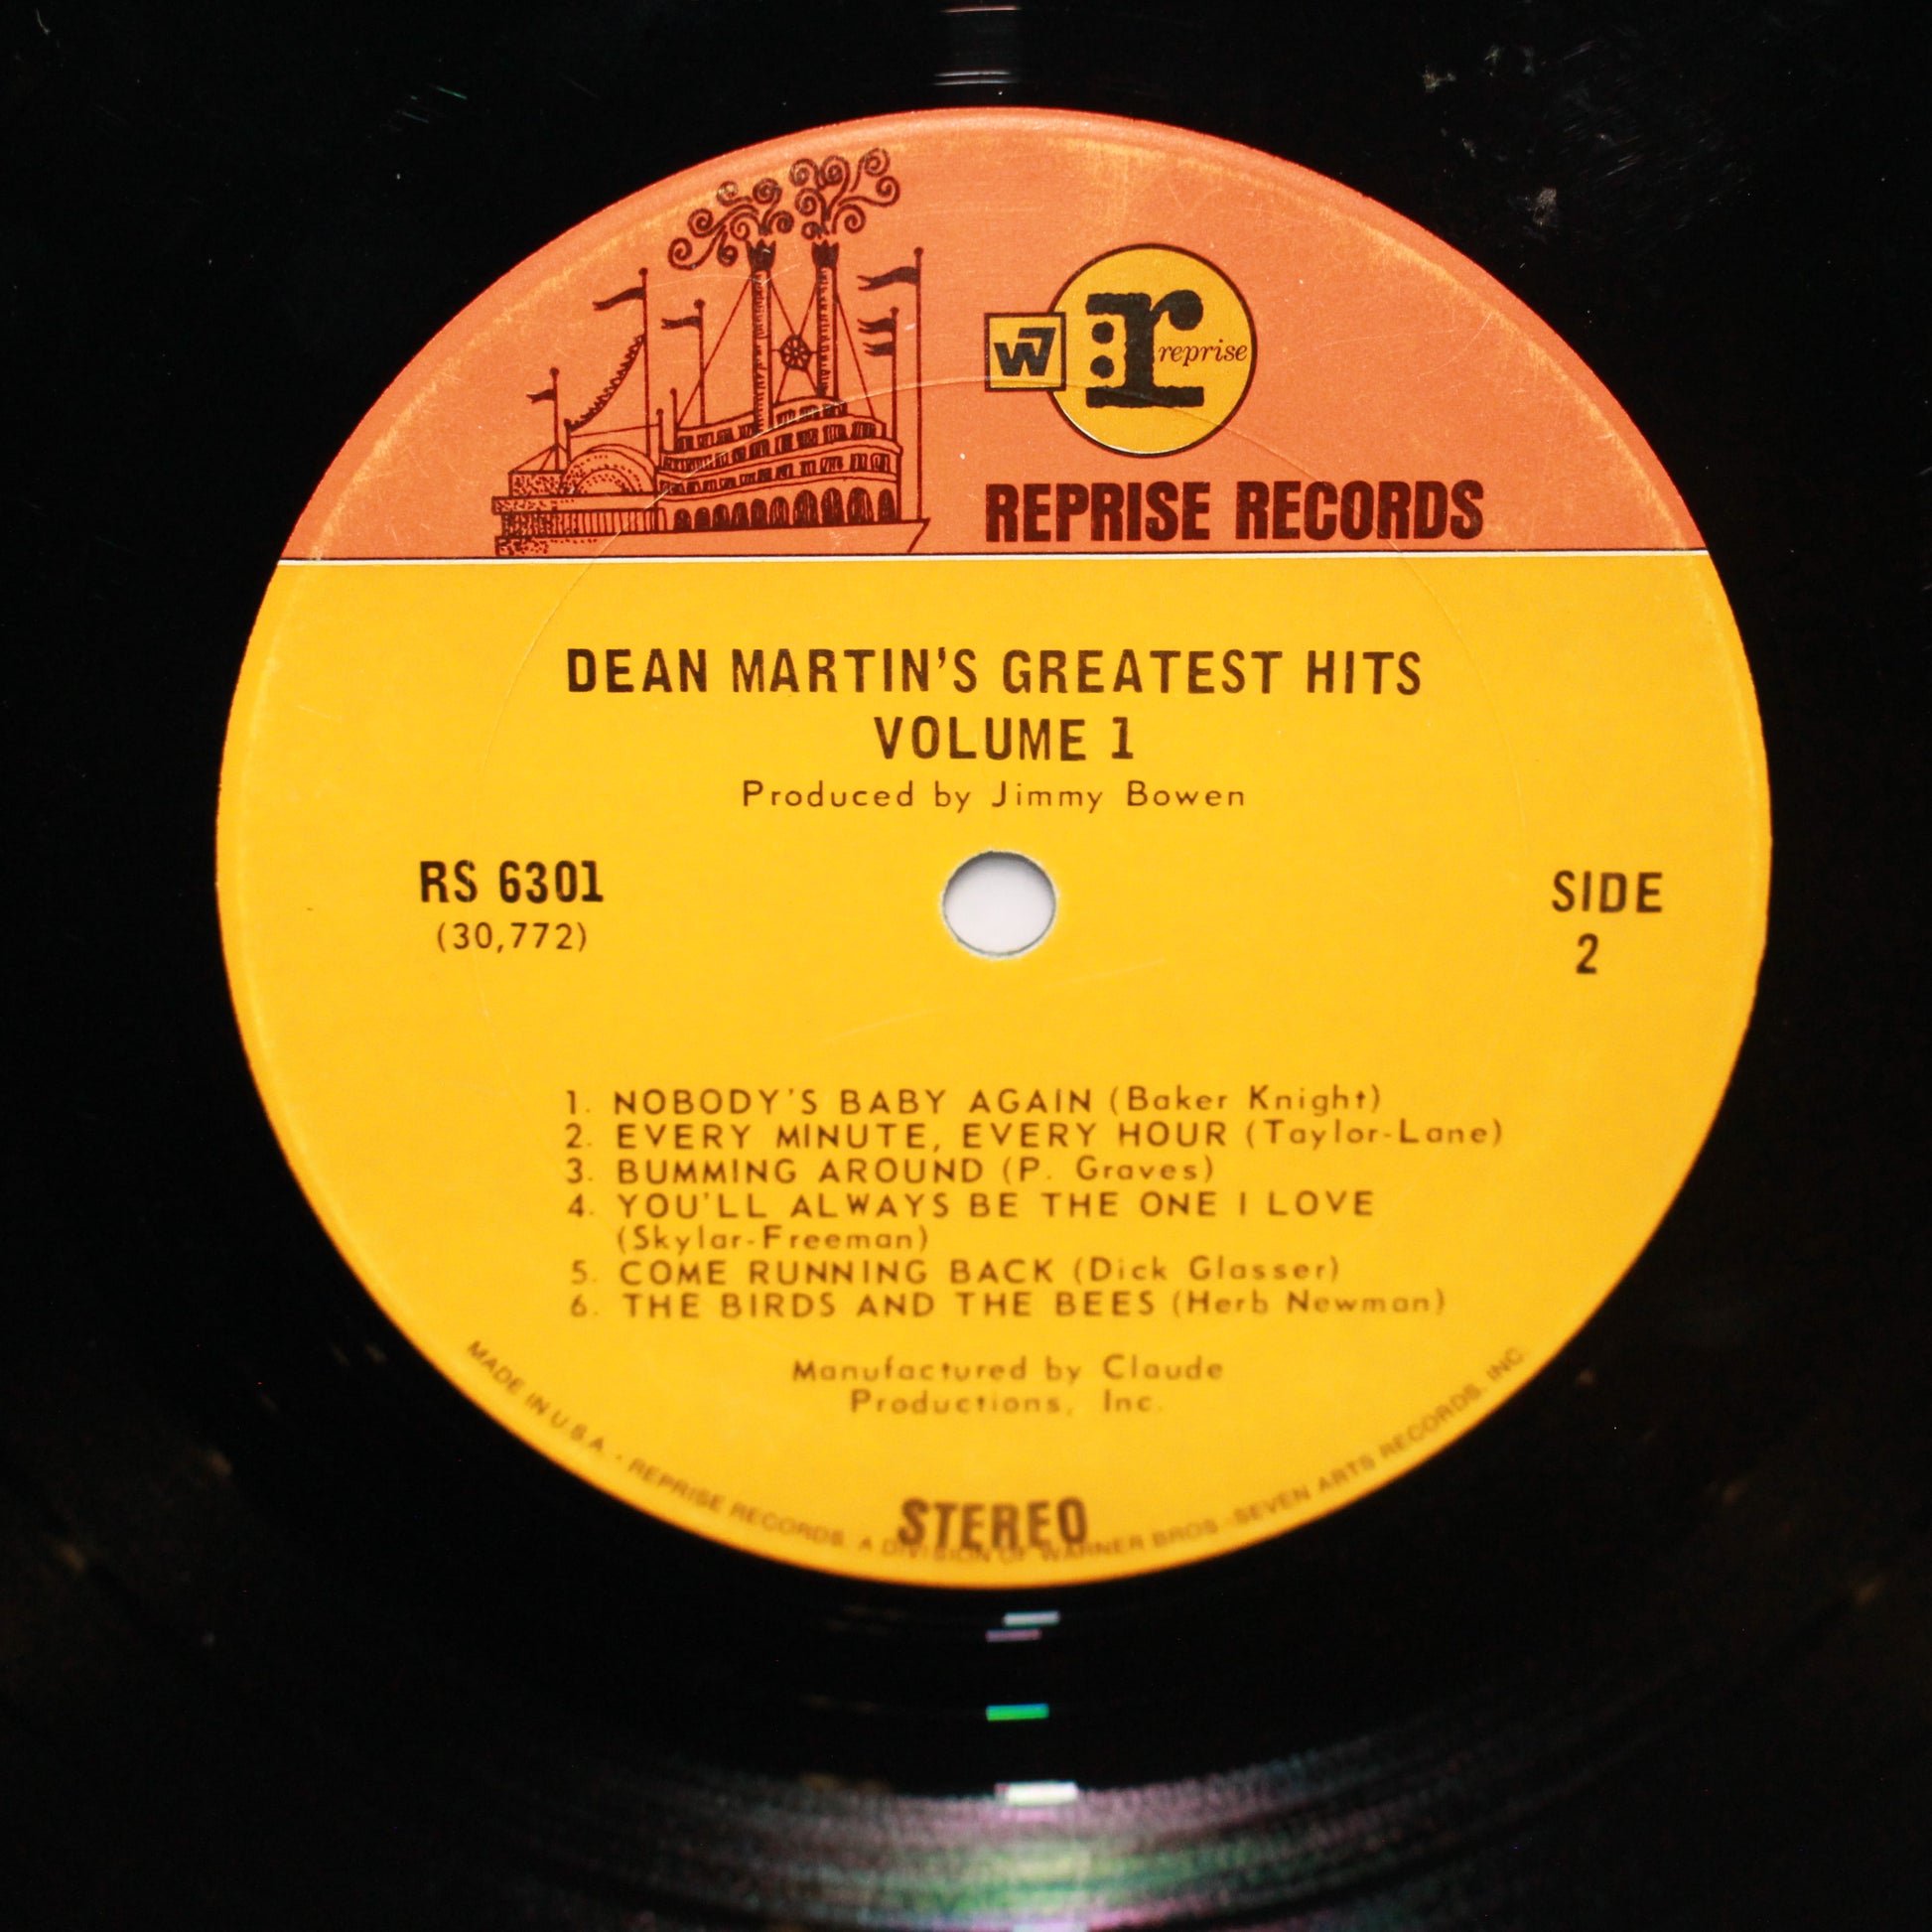 W7
r
reprise
REPRISE RECORDS
DEAN MARTIN'S GREATEST HITS
VOLUME 1
Produced by Jimmy Bowen
RS 6301
(30,772)
SIDE
2
1. NOBODY'S BABY AGAIN (Baker Knight)
2. EVERY MINUTE, EVERY HOUR (Taylor-Lane)
3. BUMMING AROUND (P. Graves)
4. YOU'LL ALWAYS BE THE ONE I LOVE
(Skylar-Freeman)
5. COME RUNNING BACK (Dick Glasser)
6. THE BIRDS AND THE BEES (Herb Newman)
Manufactured by Claude
Productions, Inc.
STEREO
MADE IN U.S.A. - REPRISE RECORDS. A DIVISION OF WARNER BROS.-SEVEN ARTS RECORDS, INC.